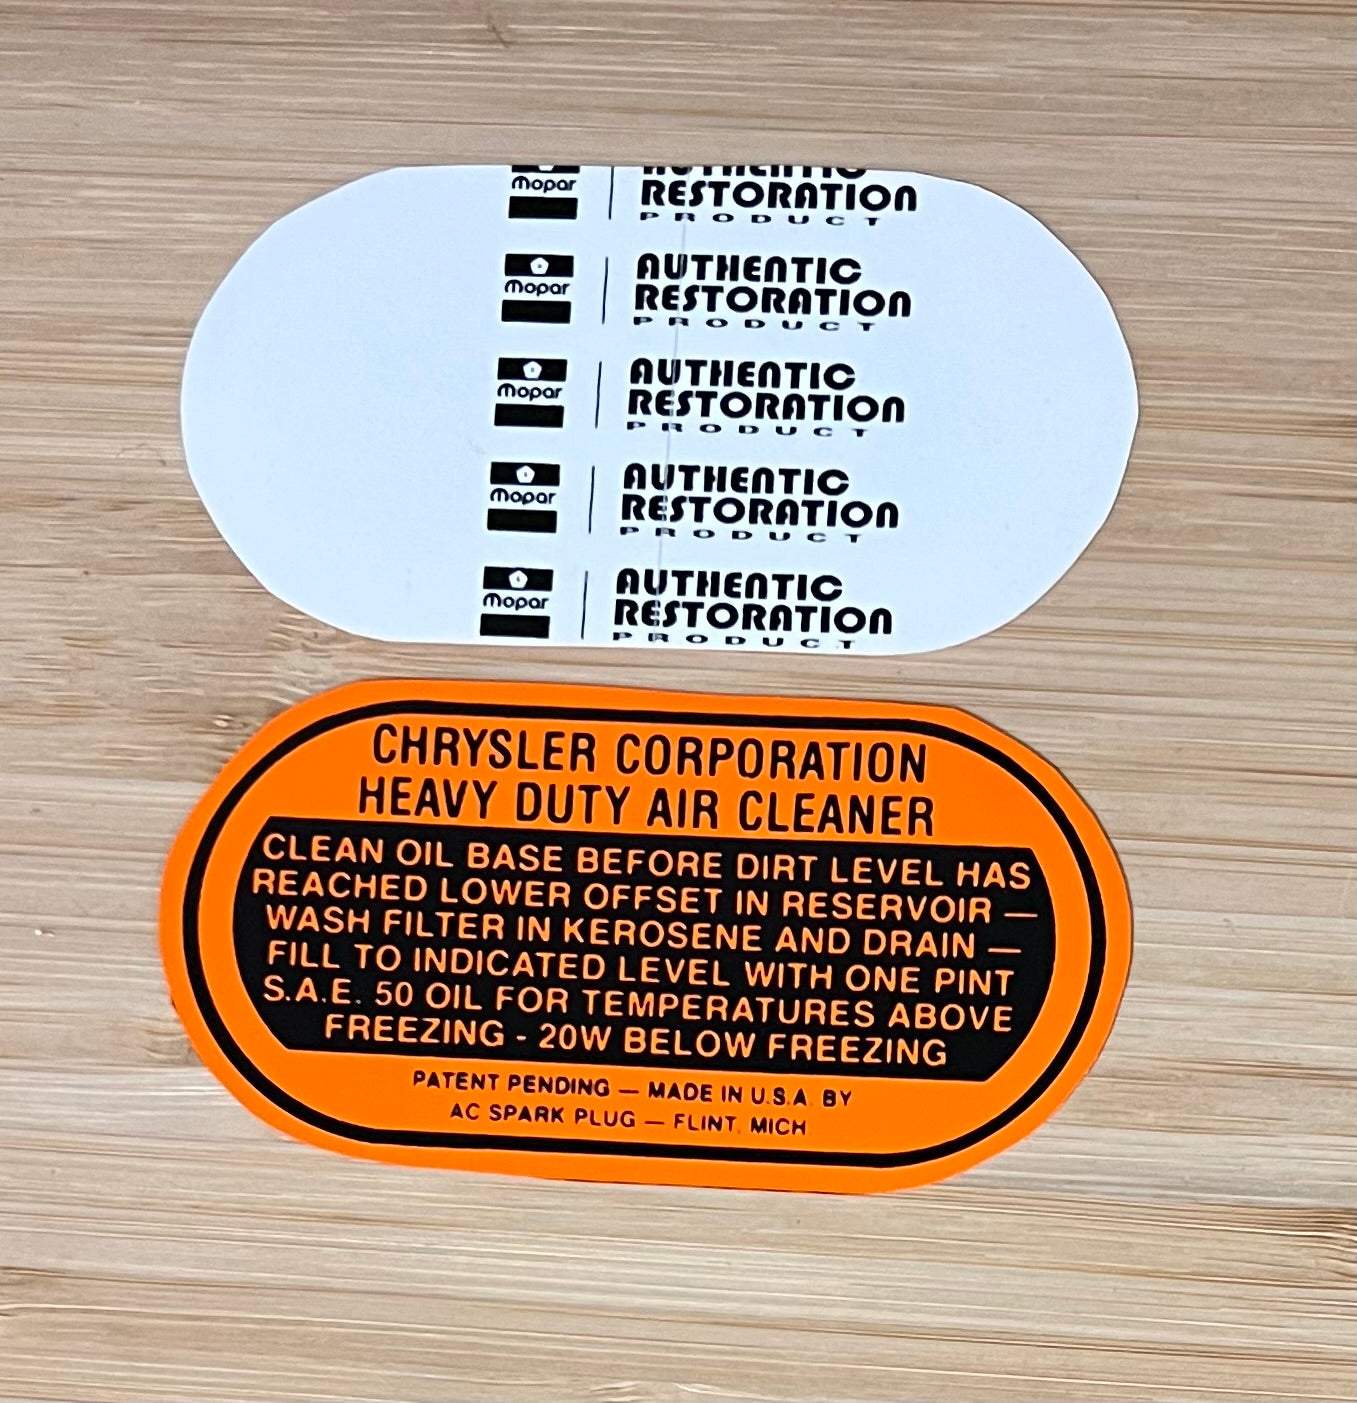 AUTHENTIC
mopar RESTORATION
PRODUCT
AUTHENTIC
mopar RESTORATION
PRODUCT
AUTHENTIC
mopar RESTORATION
PRODUCT
AUTHENTIC
mopar RESTORATION
PRODUCT
AUTHENTIC
mopar RESTORATION
PRODUCT
CHRYSLER CORPORATION
HEAVY DUTY AIR CLEANER
CLEAN OIL BASE BEFORE DIRT LEVEL HAS
REACHED LOWER OFFSET IN RESERVOIR —
WASH FILTER IN KEROSENE AND DRAIN —
FILL TO INDICATED LEVEL WITH ONE PINT
S.A.E. 50 OIL FOR TEMPERATURES ABOVE
FREEZING - 20W BELOW FREEZING
PATENT PENDING — MADE IN U.S.A. BY
AC SPARK PLUG — FLINT. MICH